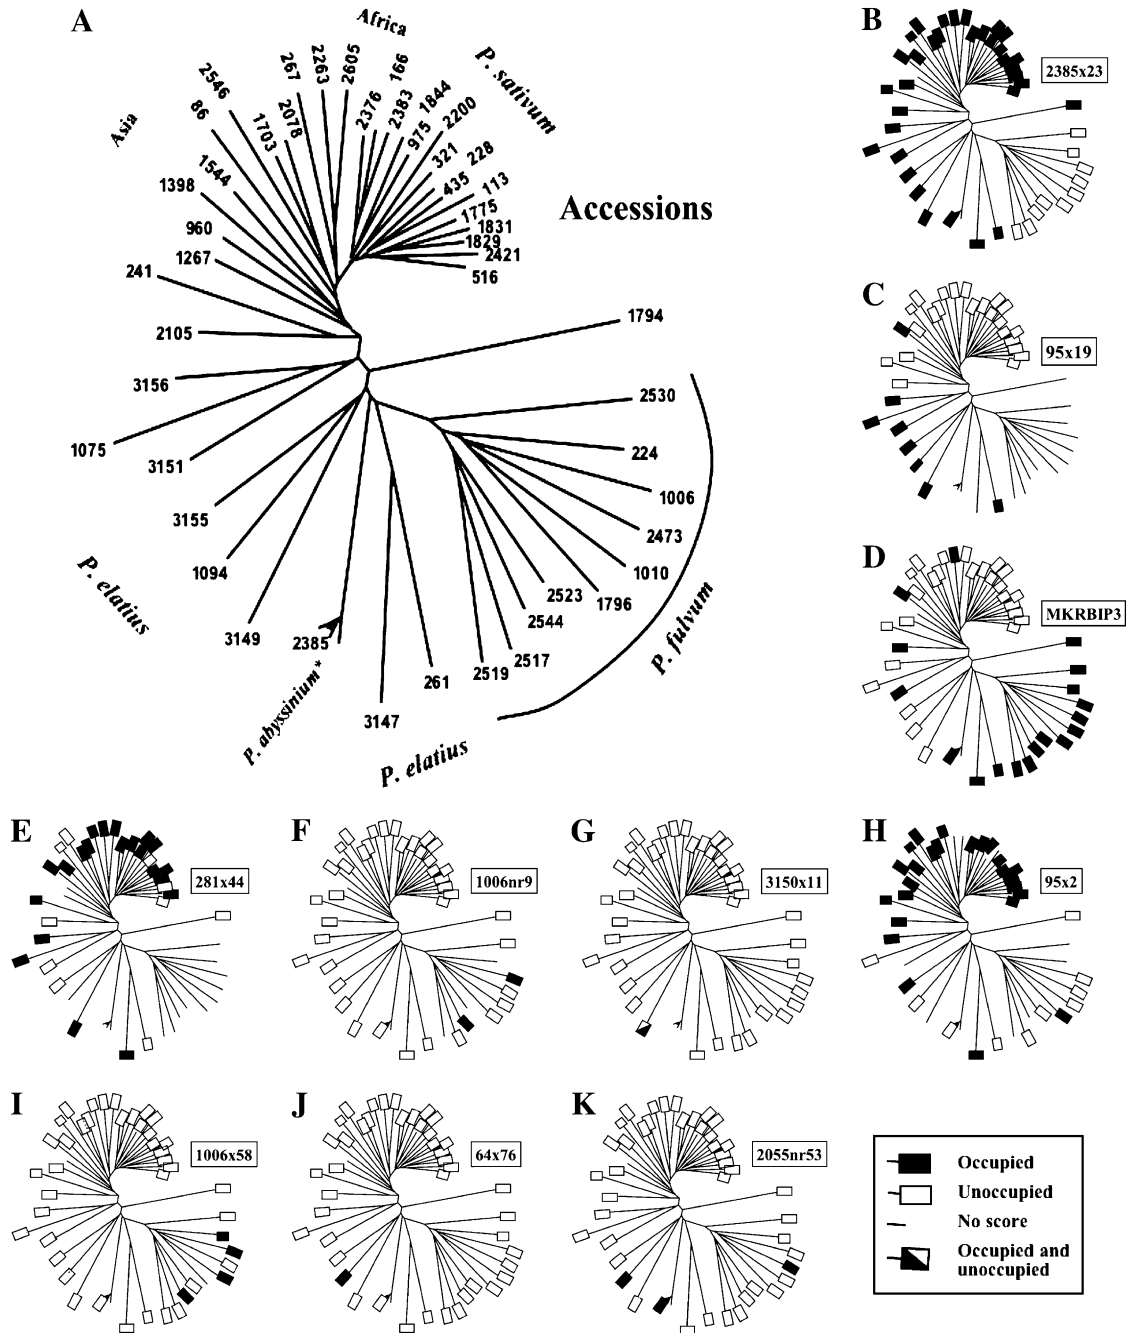 A
Africa
P. sativum
Asia
2546
86
267
2263
2605
1703
2078
2376
166
2383
975
1844
2200
321
228
435
113
1775
1831
1829
2421
516
1544
1398
960
1267
241
2105
3156
1075
3151
3155
1094
3149
2385
P. abyssinium*
P. elatius
3147
261
P. elatius
2519
2517
2544
2523
1796
1010
2473
1006
224
2530
1794
P. fulvum
Accessions
B
2385x23
C
95x19
D
MKRBIP3
E
281x44
F
1006nr9
G
3150x11
H
95x2
I
1006x58
J
64x76
K
2055nr53
Occupied
Unoccupied
No score
Occupied and
unoccupied